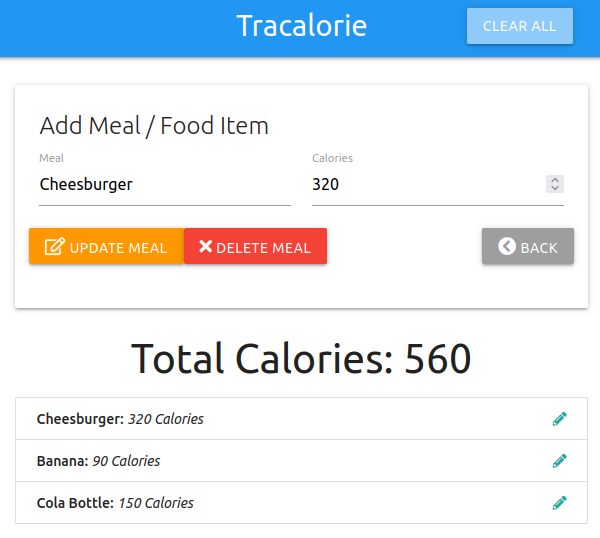 Tracalorie
CLEAR ALL
Add Meal / Food Item
Meal
Calories
Cheesburger
320
UPDATE MEAL
DELETE MEAL
BACK
Total Calories: 560
Cheesburger: 320 Calories
Banana: 90 Calories
Cola Bottle: 150 Calories